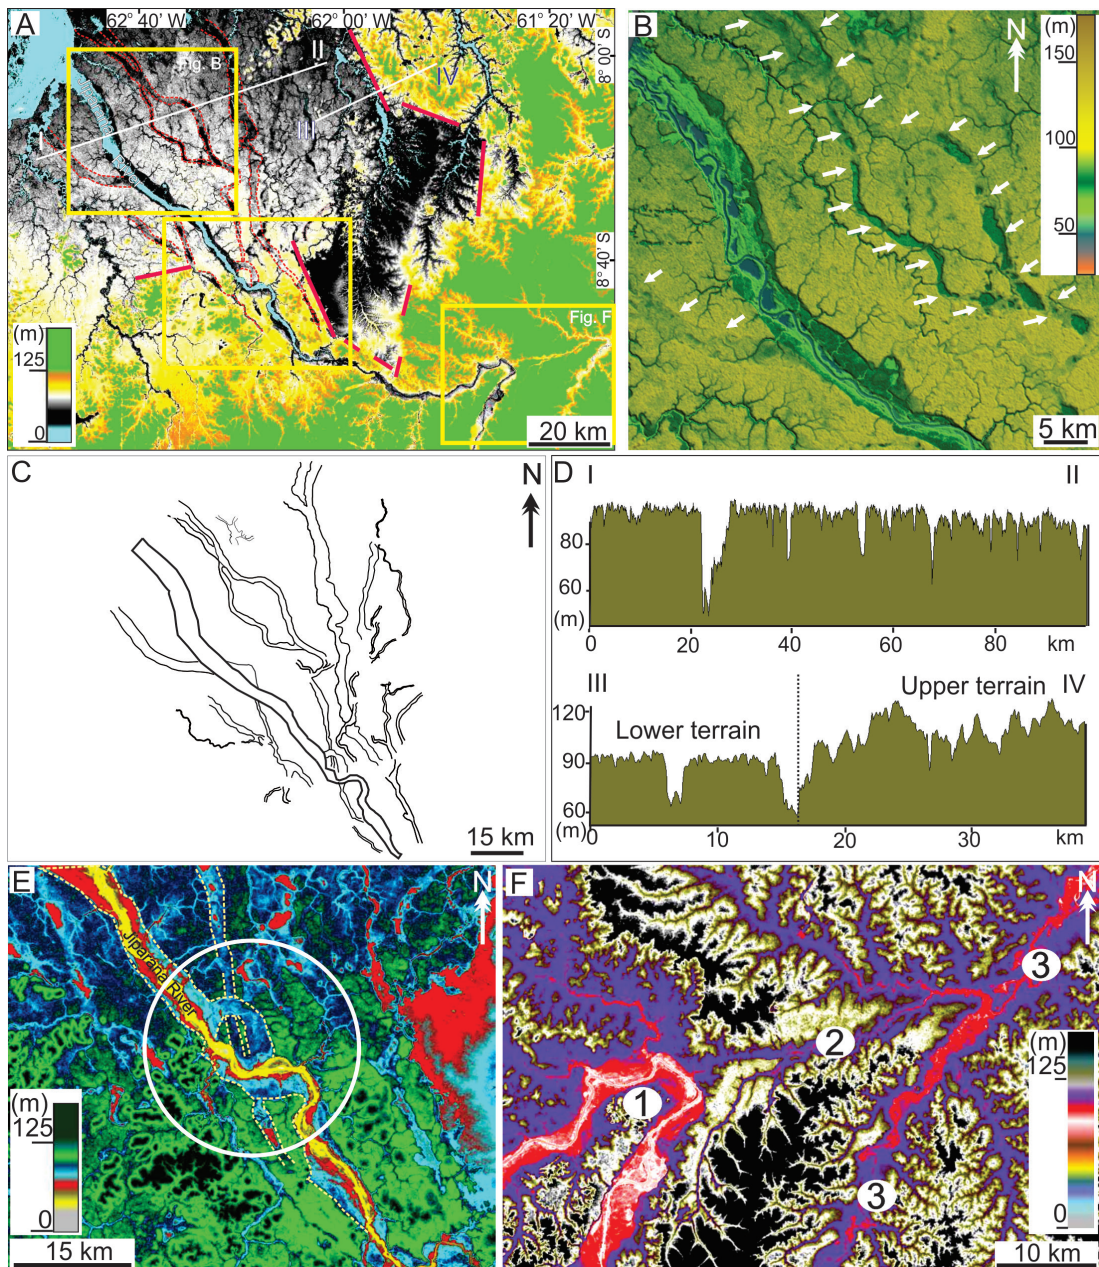 A
62° 40' W
62° 00' W
61° 20' W
Fig. B
II
IV
III
I
8° 00' S
8° 40' S
Fig. F
(m)
125
0
20 km
B
N
(m)
150
100
50
5 km
C
N
15 km
D
I
II
80
60
(m)
0
20
40
60
80
km
III
IV
Lower terrain
Upper terrain
120
90
60
(m)
0
10
20
30
km
E
N
Jiparaná River
(m)
125
0
15 km
F
N
1
2
3
3
(m)
125
0
10 km